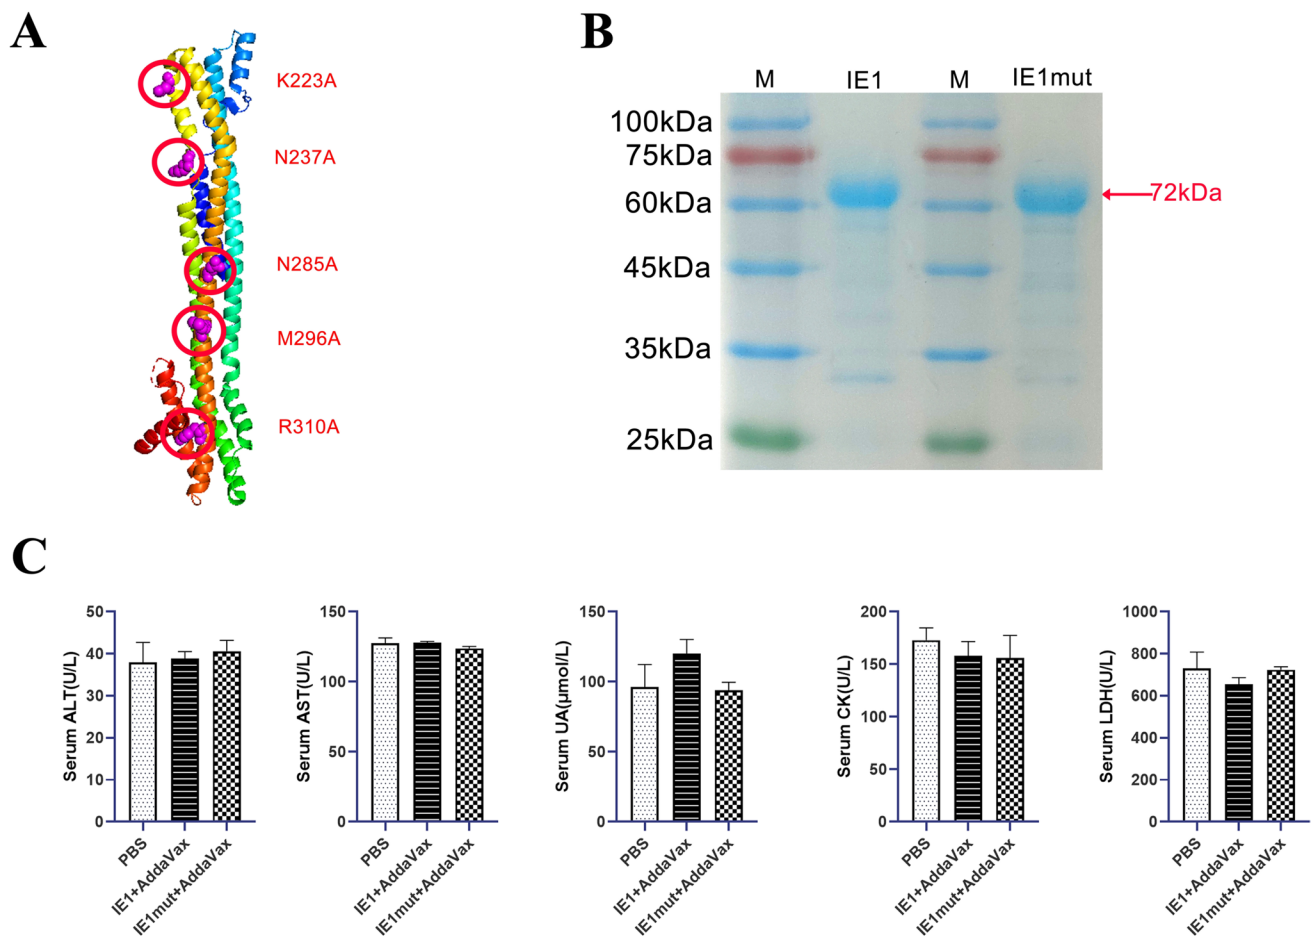 A
K223A
N237A
N285A
M296A
R310A
B
M IE1 M IE1mut
100kDa
75kDa
60kDa
45kDa
35kDa
25kDa
72kDa
C
Serum ALT(U/L)
50
40
30
20
10
0
PBS
IE1+AddaVax
IE1mut+AddaVax
Serum AST(U/L)
150
100
50
0
PBS
IE1+AddaVax
IE1mut+AddaVax
Serum UA(μmol/L)
150
100
50
0
PBS
IE1+AddaVax
IE1mut+AddaVax
Serum CK(U/L)
200
150
100
50
0
PBS
IE1+AddaVax
IE1mut+AddaVax
Serum LDH(U/L)
1000
800
600
400
200
0
PBS
IE1+AddaVax
IE1mut+AddaVax